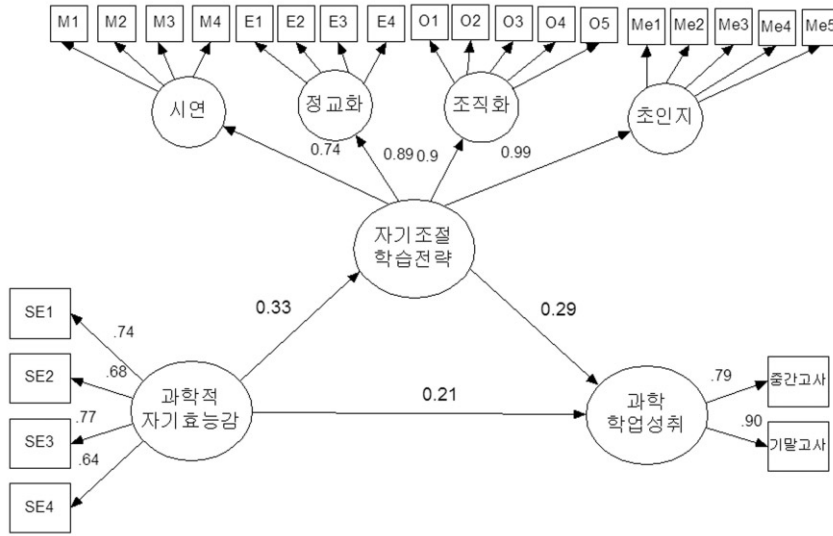 M1 M2 M3 M4 E1 E2 E3 E4 O1 O2 O3 O4 O5 Me1 Me2 Me3 Me4 Me5
시연 정교화 조직화 초인지
0.74 0.89 0.9 0.99
자기조절
학습전략
0.33 0.29
SE1
.74
SE2
.68
SE3
.77
SE4
.64
과학적
자기효능감
0.21
과학
학업성취
.79
중간고사
.90
기말고사